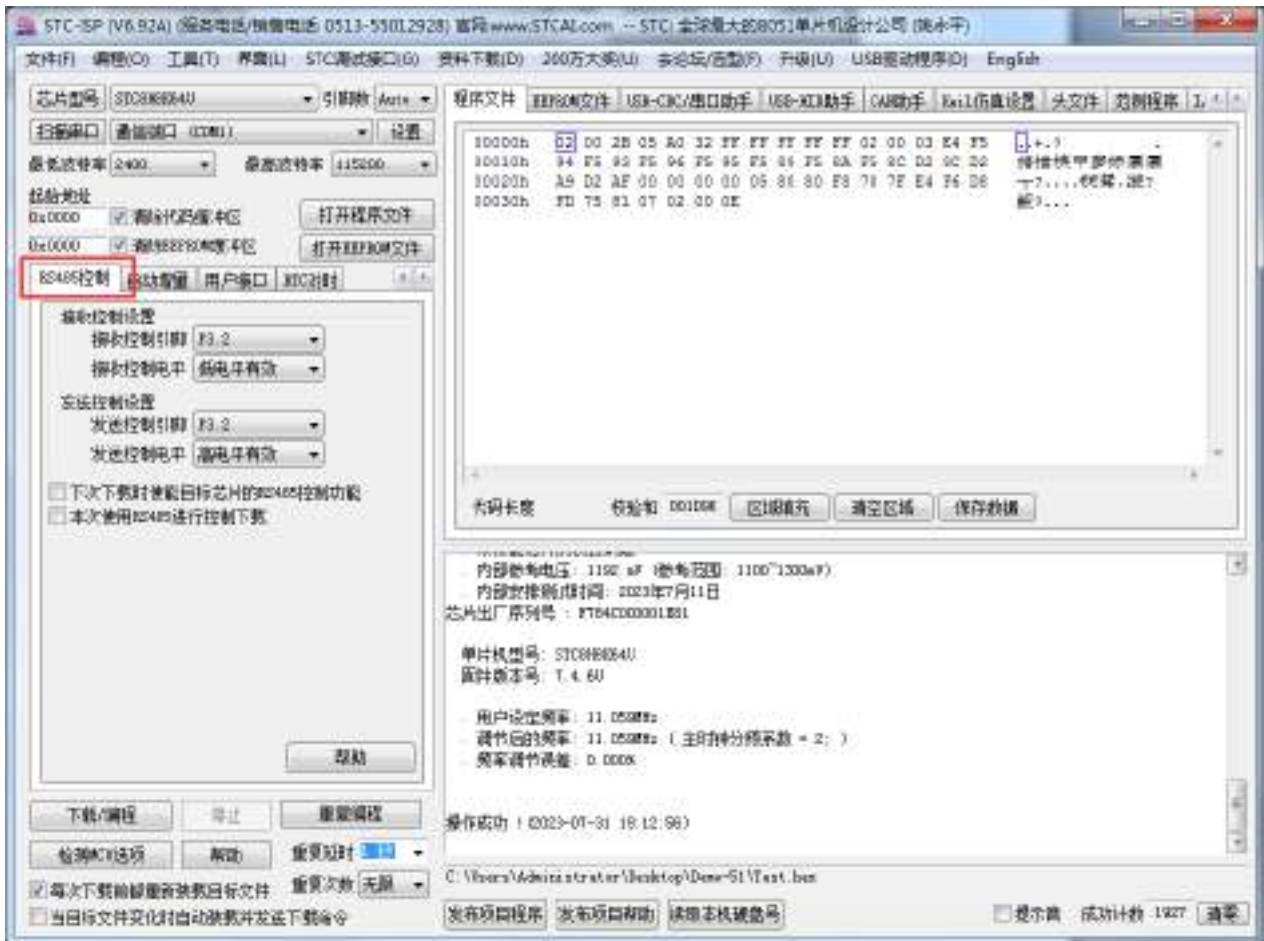 STC-ISP (V6.92A) (服务电话/销售电话: 0513-55012928) 官网:www.STCAI.com -- STC) 全球最大的8051单片机设计公司 (姚永平)
文件(F) 编程(O) 工具(T) 界面(L) STC测试接口(G) 资料下载(D) 200万大奖(U) 去论坛/选型(F) 升级(U) USB驱动程序(O) English
芯片型号 STC8H8K64U 引脚数 Auto
扫描串口 通信端口 (COM1) 设置
最低波特率 2400 最高波特率 115200
起始地址
0x0000 清除代码缓冲区 打开程序文件
0x0000 清除EEPROM缓冲区 打开EEPROM文件
RS485控制 自动增量 用户接口 RTC对时
接收控制设置
接收控制引脚 P3.2
接收控制电平 低电平有效
发送控制设置
发送控制引脚 P3.2
发送控制电平 高电平有效
下次下载时使能目标芯片的RS485控制功能
本次使用RS485进行控制下载
帮助
下载/编程 停止 重复编程
检测MCU选项 帮助 重复延时
每次下载前都重新装载目标文件 重复次数 无限
当目标文件变化时自动装载并发送下载命令
程序文件 EEPROM文件 USB-CDC/串口助手 USB-HID助手 CAN助手 Keil仿真设置 头文件 范例程序
00000h 02 00 2B 05 A0 32 FF FF FF FF FF 02 00 03 E4 F5
00010h 94 F5 93 F5 96 F5 95 F5 89 F5 8A F5 8C D2 8C D2
00020h A9 D2 AF 00 00 00 00 05 86 80 F8 78 7F E4 F6 D8
00030h FD 75 81 07 02 00 0E
代码长度 校验和 区域填充 清空区域 保存数据
内部参考电压: 1192 mV (参考范围: 1100~1300mV)
内部安排测试时间: 2023年7月11日
芯片出厂序列号 :
单片机型号: STC8H8K64U
固件版本号: 7.4.6U
用户设定频率: 11.059MHz
调节后的频率: 11.059MHz ( 主时钟分频系数 = 2; )
频率调节误差: 0.000%
操作成功 ! (2023-07-31 18:12:56)
C:\Users\Administrator\Desktop\Demo-51\Test.hex
发布项目程序 发布项目帮助 读取本机硬盘号 提示音 成功计数 1927 清零